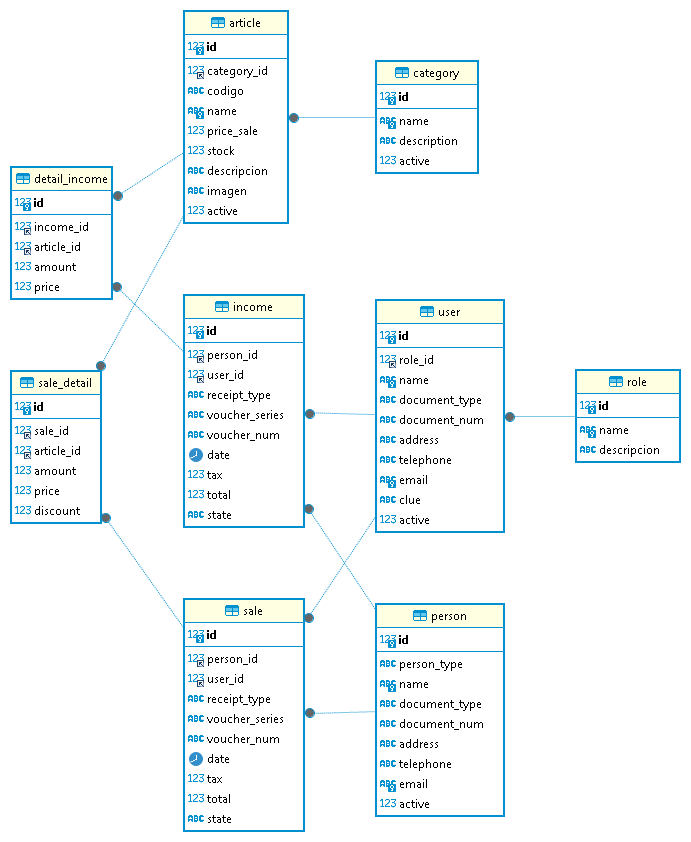 article
123 id
123 category_id
ABC codigo
ABC name
123 price_sale
123 stock
ABC descripcion
ABC imagen
123 active
category
123 id
ABC name
ABC description
123 active
detail_income
123 id
123 income_id
123 article_id
123 amount
123 price
income
123 id
123 person_id
123 user_id
ABC receipt_type
ABC voucher_series
ABC voucher_num
date
123 tax
123 total
ABC state
user
123 id
123 role_id
ABC name
ABC document_type
ABC document_num
ABC address
ABC telephone
ABC email
ABC clue
123 active
role
123 id
ABC name
ABC descripcion
sale_detail
123 id
123 sale_id
123 article_id
123 amount
123 price
123 discount
sale
123 id
123 person_id
123 user_id
ABC receipt_type
ABC voucher_series
ABC voucher_num
date
123 tax
123 total
ABC state
person
123 id
ABC person_type
ABC name
ABC document_type
ABC document_num
ABC address
ABC telephone
ABC email
123 active